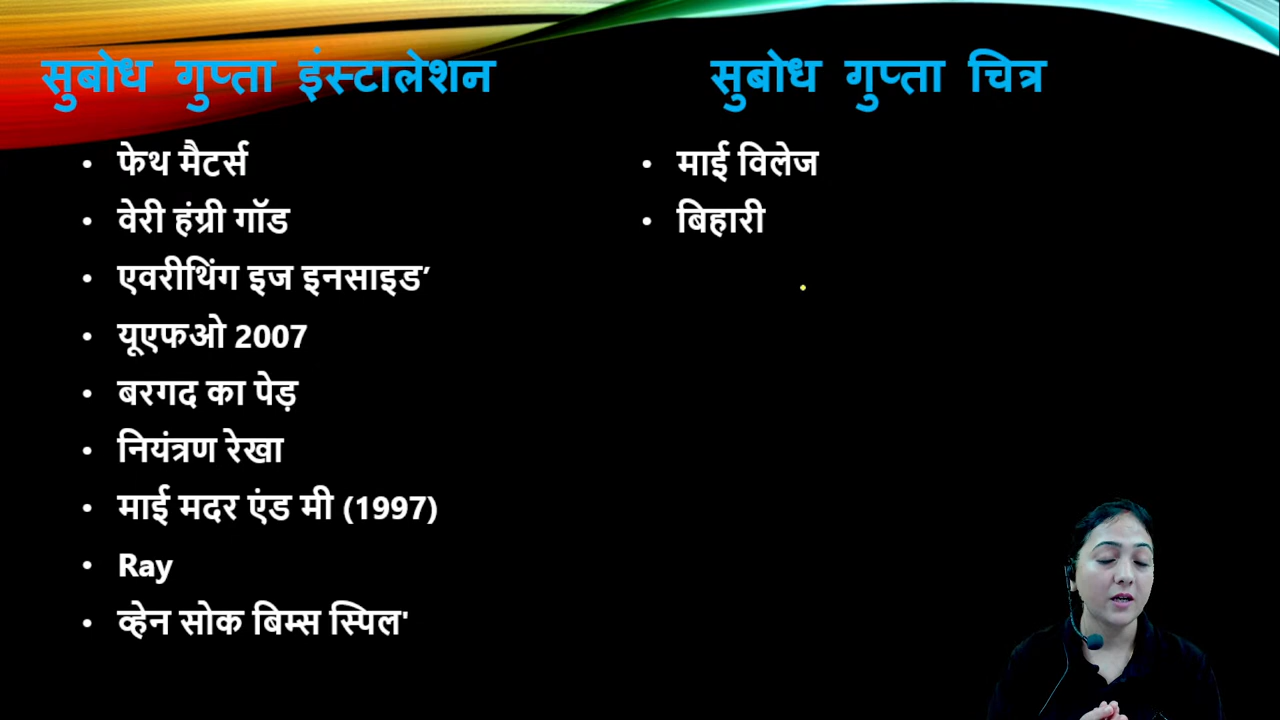 सुबोध गुप्ता इंस्टालेशन
फेथ मैटर्स
वेरी हंग्री गॉड
एवरीथिंग इज इनसाइड’
यूएफओ 2007
बरगद का पेड़
नियंत्रण रेखा
माई मदर एंड मी (1997)
Ray
व्हेन सोक बिम्स स्पिल'
सुबोध गुप्ता चित्र
माई विलेज
बिहारी